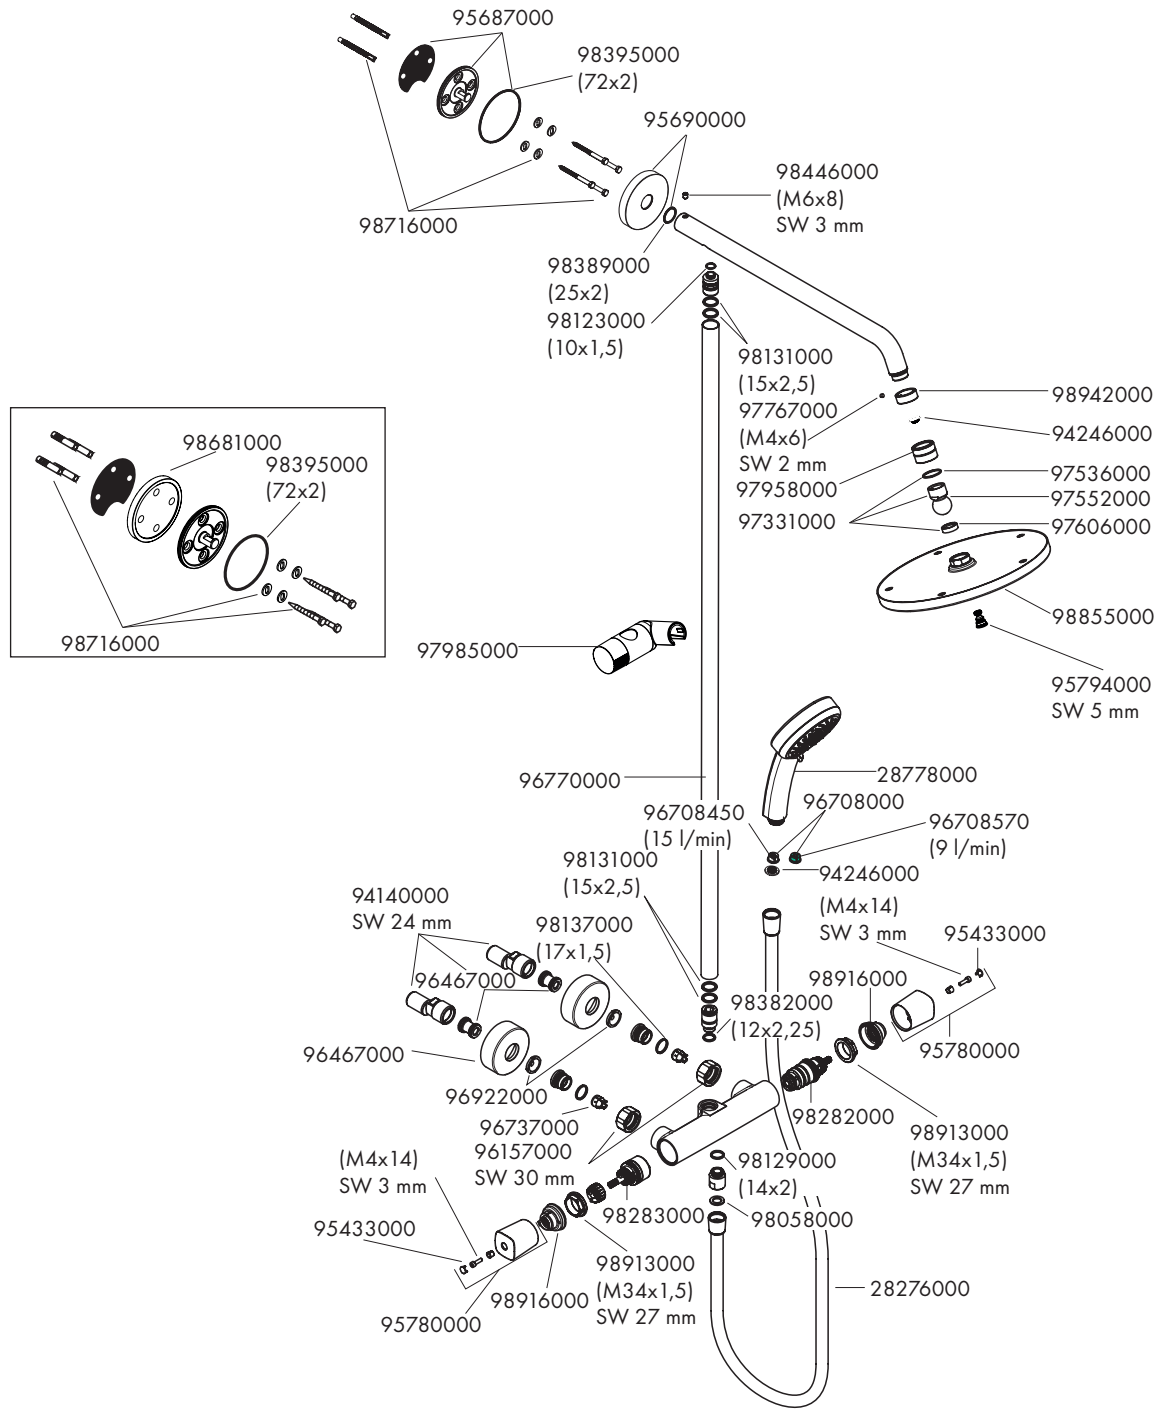 95687000
98395000
(72x2)
95690000
98446000
(M6x8)
SW 3 mm
98716000
98389000
(25x2)
98123000
(10x1,5)
98131000
(15x2,5)
97767000
(M4x6)
SW 2 mm
97958000
97331000
98942000
94246000
97536000
97552000
97606000
98855000
95794000
SW 5 mm
98681000
98395000
(72x2)
98716000
97985000
96770000
28778000
96708450
(15 l/min)
96708000
96708570
(9 l/min)
94246000
98131000
(15x2,5)
94140000
SW 24 mm
98137000
(17x1,5)
96467000
(M4x14)
SW 3 mm
95433000
98916000
98382000
(12x2,25)
95780000
96467000
96922000
98282000
96737000
96157000
SW 30 mm
98913000
(M34x1,5)
SW 27 mm
(M4x14)
SW 3 mm
98129000
(14x2)
98283000
98058000
95433000
98913000
(M34x1,5)
SW 27 mm
98916000
95780000
28276000